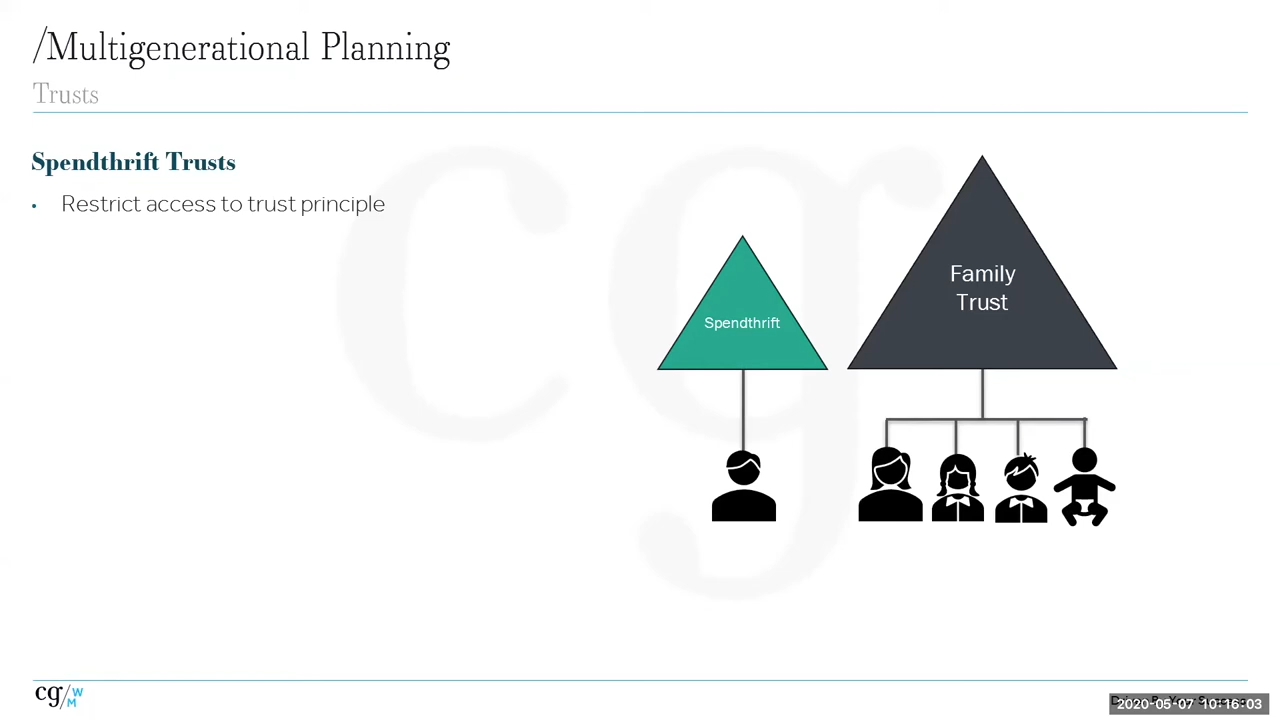 /Multigenerational Planning
Trusts
Spendthrift Trusts
• Restrict access to trust principle
Spendthrift
Family
Trust
cg/WM
2020-05-07 10:16:03